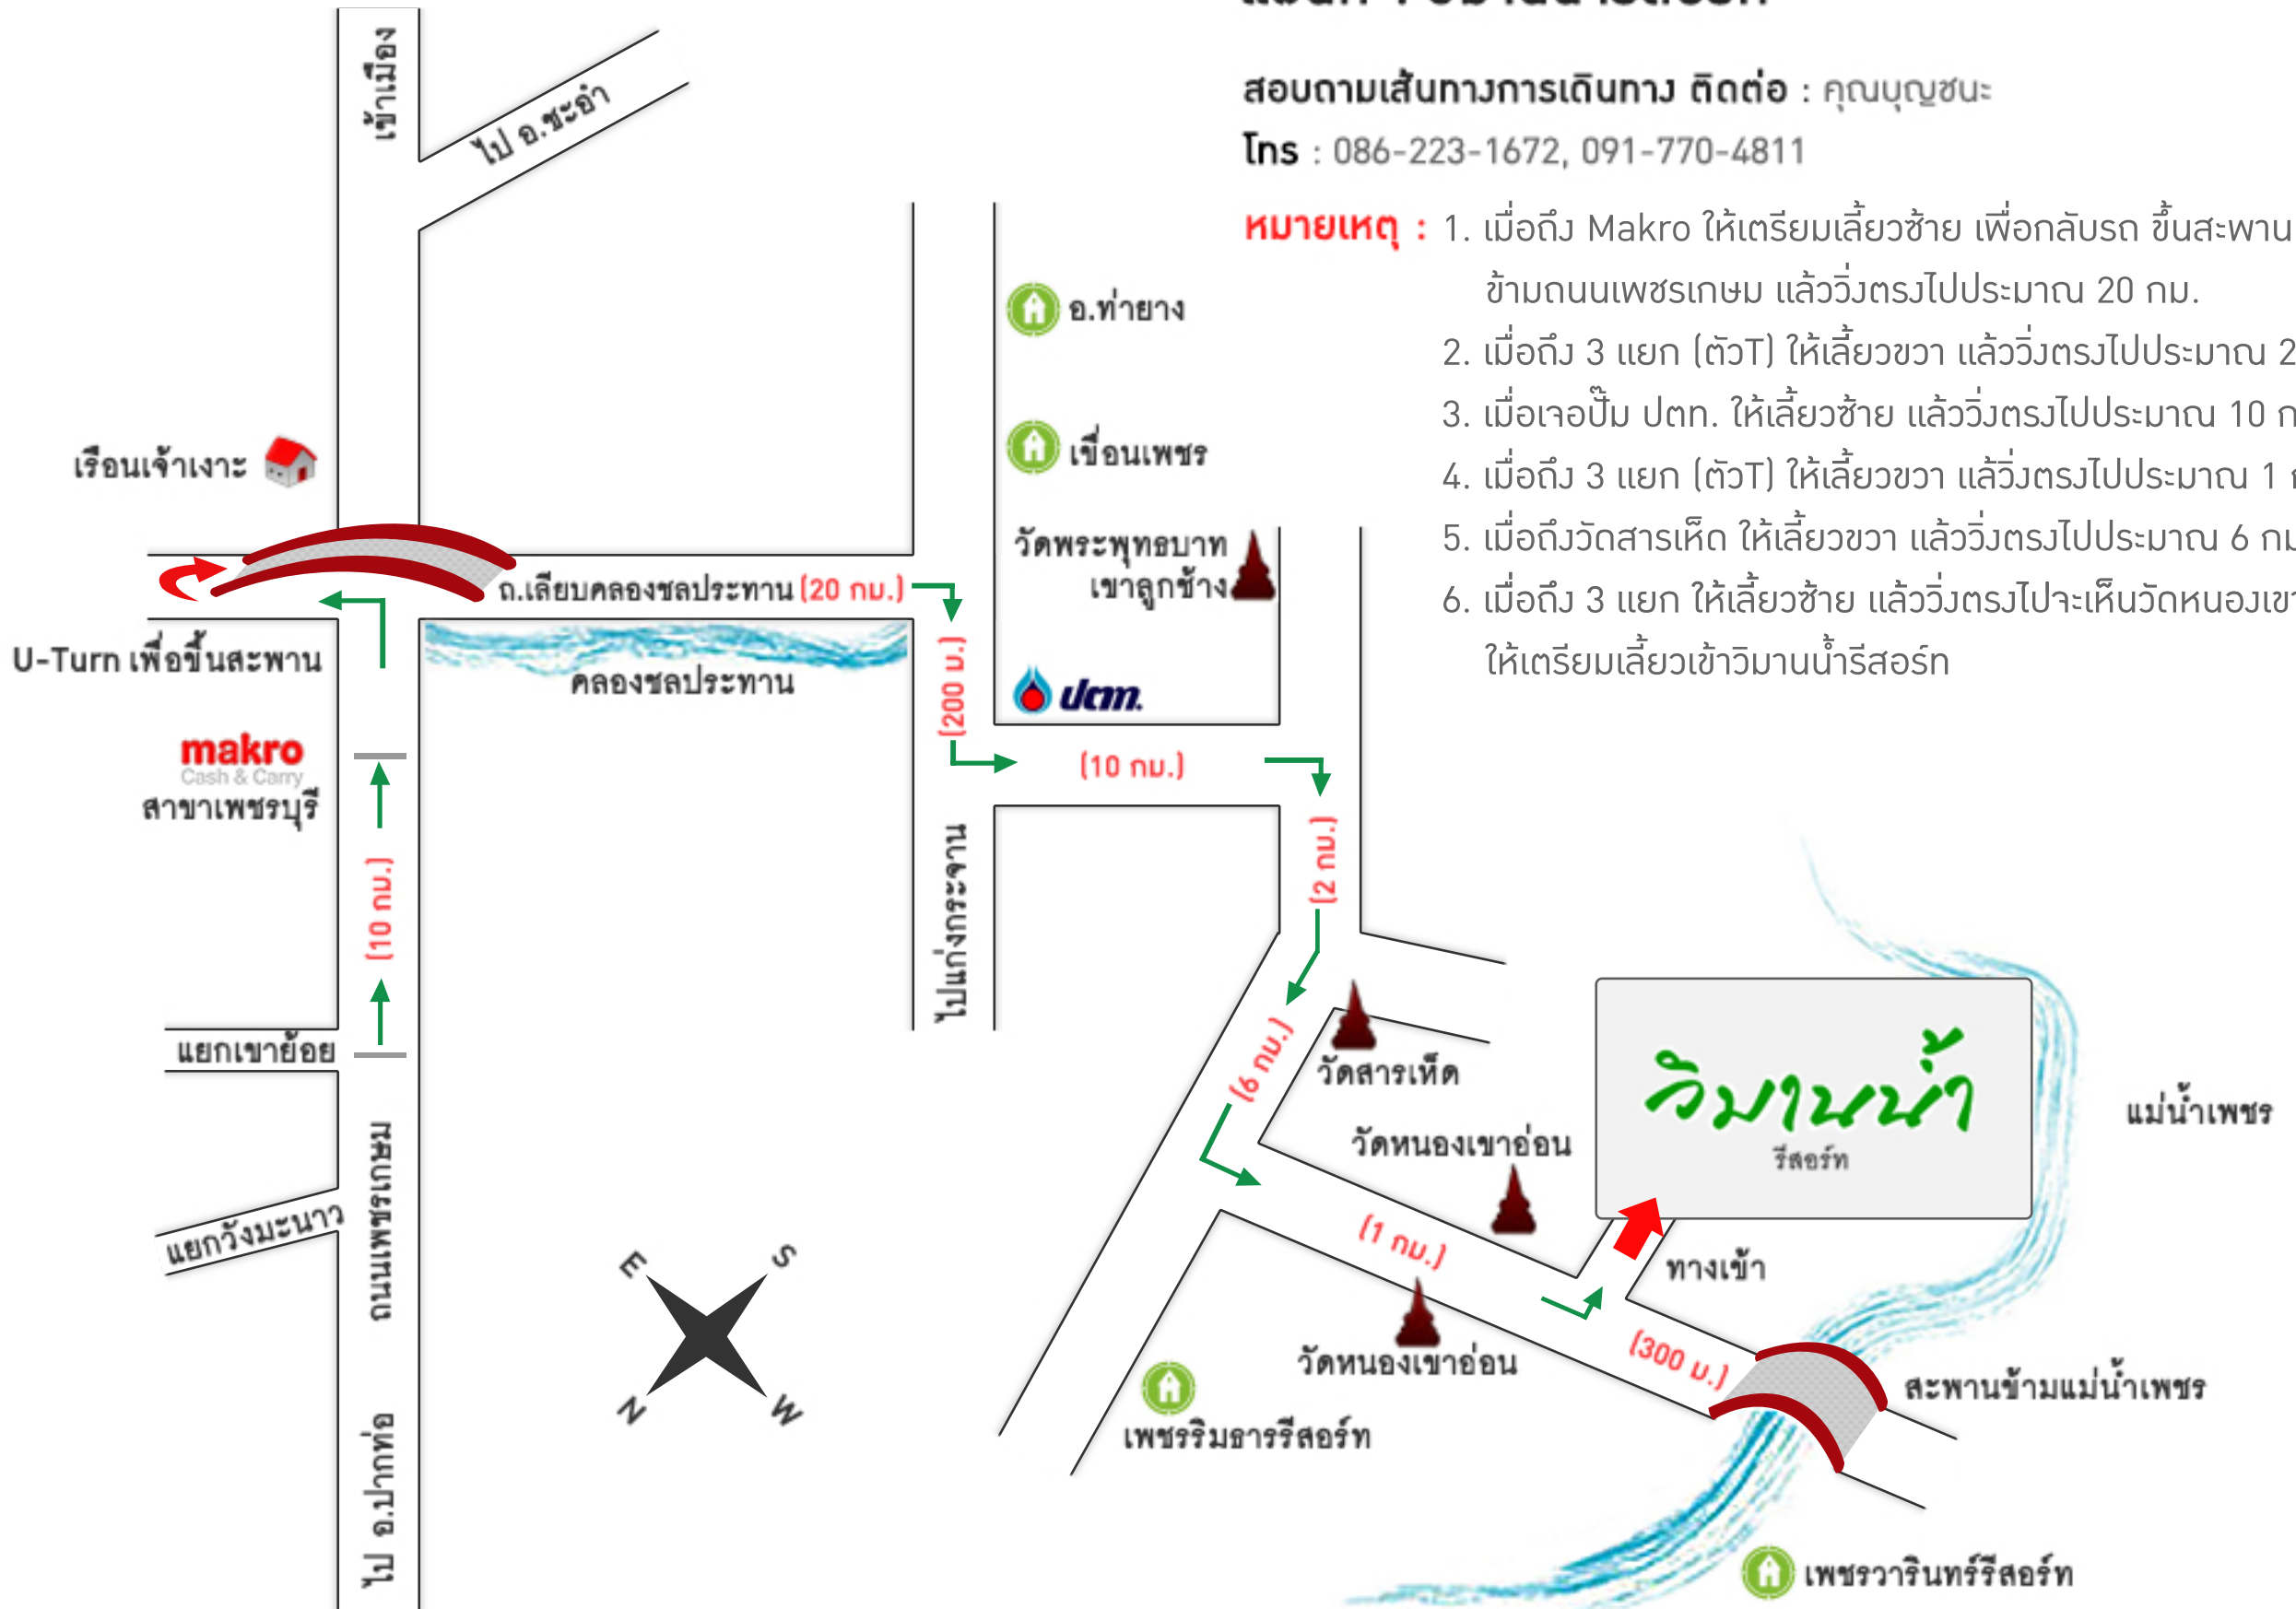 สอบถามเส้นทางการเดินทาง ติดต่อ : คุณบุญชนะ
โทร : 086-223-1672, 091-770-4811
หมายเหตุ : 1. เมื่อถึง Makro ให้เตรียมเลี้ยวซ้าย เพื่อกลับรถ ขึ้นสะพาน
ข้ามถนนเพชรเกษม แล้ววิ่งตรงไปประมาณ 20 กม.
2. เมื่อถึง 3 แยก (ตัวT) ให้เลี้ยวขวา แล้ววิ่งตรงไปประมาณ 2
3. เมื่อเจอปั๊ม ปตท. ให้เลี้ยวซ้าย แล้ววิ่งตรงไปประมาณ 10 ก
4. เมื่อถึง 3 แยก (ตัวT) ให้เลี้ยวขวา แล้วิ่งตรงไปประมาณ 1 ก
5. เมื่อถึงวัดสารเห็ด ให้เลี้ยวขวา แล้ววิ่งตรงไปประมาณ 6 กม
6. เมื่อถึง 3 แยก ให้เลี้ยวซ้าย แล้ววิ่งตรงไปจะเห็นวัดหนองเขา
ให้เตรียมเลี้ยวเข้าวิมานน้ำรีสอร์ท
เข้าเมือง
ไป อ.ชะอำ
อ.ท่ายาง
เขื่อนเพชร
เรือนเจ้าเงาะ
วัดพระพุทธบาท
เขาลูกช้าง
ถ.เลียบคลองชลประทาน (20 กม.)
U-Turn เพื่อขึ้นสะพาน
คลองชลประทาน
(200 ม.)
ปตท.
makro
Cash & Carry
สาขาเพชรบุรี
(10 กม.)
(10 กม.)
(2 กม.)
ไปแก่งกระจาน
แยกเขาย้อย
(6 กม.)
วัดสารเห็ด
วิมานน้ำ
รีสอร์ท
แม่น้ำเพชร
วัดหนองเขาอ่อน
ถนนเพชรเกษม
แยกวังมะนาว
(1 กม.)
ทางเข้า
E
S
N
W
วัดหนองเขาอ่อน
(300 ม.)
สะพานข้ามแม่น้ำเพชร
เพชรริมธารรีสอร์ท
ไป อ.ปากท่อ
เพชรวารินทร์รีสอร์ท